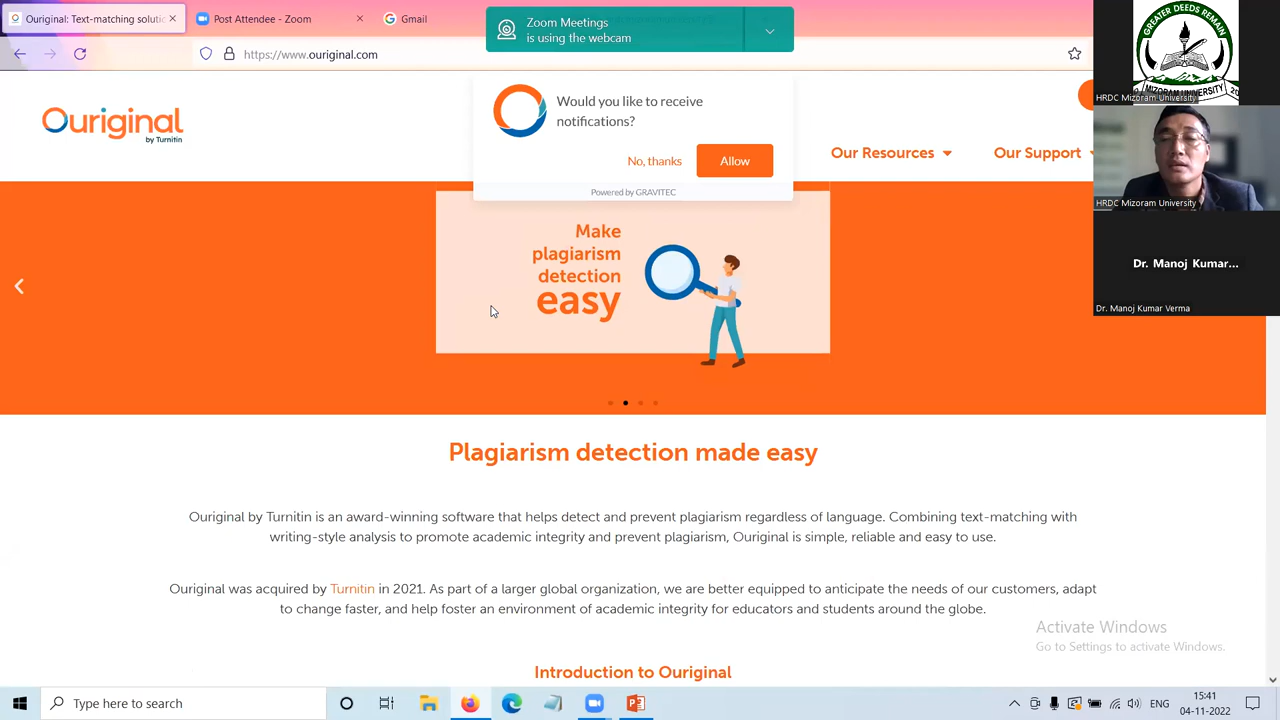 Ouriginal: Text-matching soluti
Post Attendee - Zoom
Gmail
Zoom Meetings
is using the webcam
https://www.ouriginal.com
GREATER DEEDS REMAIN
MIZORAM UNIVERSITY
HRDC Mizoram University
Would you like to receive
notifications?
No, thanks
Allow
Powered by GRAVITEC
Ouriginal
by Turnitin
Our Resources
Our Support
HRDC Mizoram University
Dr. Manoj Kumar...
Dr. Manoj Kumar Verma
Make
plagiarism
detection
easy
Plagiarism detection made easy
Ouriginal by Turnitin is an award-winning software that helps detect and prevent plagiarism regardless of language. Combining text-matching with
writing-style analysis to promote academic integrity and prevent plagiarism, Ouriginal is simple, reliable and easy to use.
Ouriginal was acquired by Turnitin in 2021. As part of a larger global organization, we are better equipped to anticipate the needs of our customers, adapt
to change faster, and help foster an environment of academic integrity for educators and students around the globe.
Activate Windows
Go to Settings to activate Windows.
Introduction to Ouriginal
Type here to search
ENG
15:41
04-11-2022